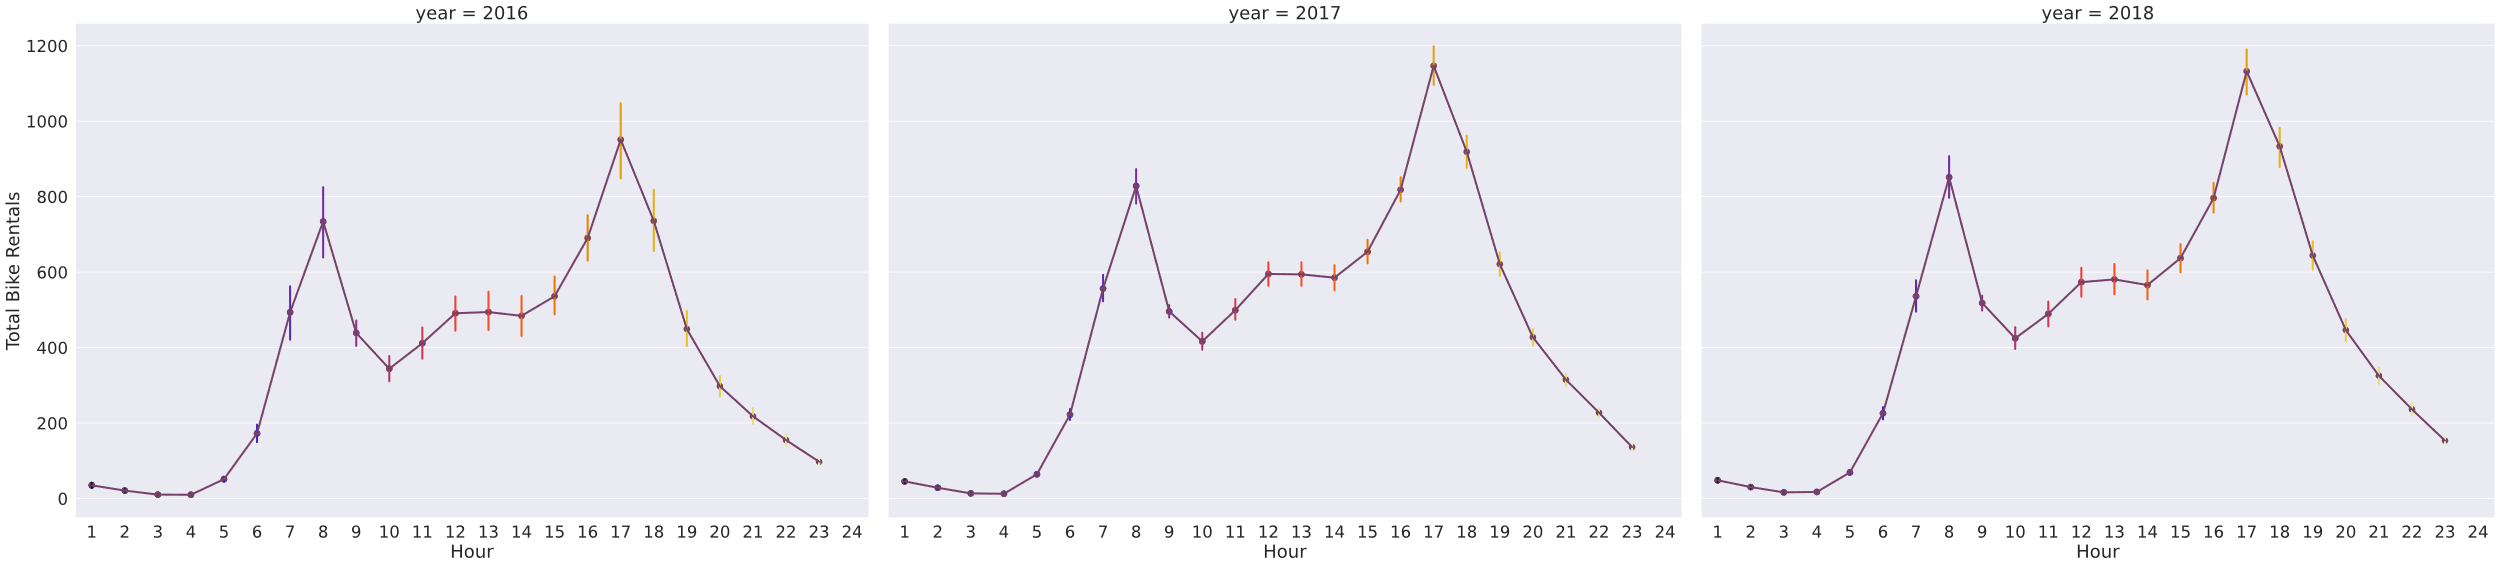 year = 2016
year = 2017
year = 2018
Total Bike Rentals
1200
1000
800
600
400
200
0
1 2 3 4 5 6 7 8 9 10 11 12 13 14 15 16 17 18 19 20 21 22 23 24
1 2 3 4 5 6 7 8 9 10 11 12 13 14 15 16 17 18 19 20 21 22 23 24
1 2 3 4 5 6 7 8 9 10 11 12 13 14 15 16 17 18 19 20 21 22 23 24
Hour
Hour
Hour